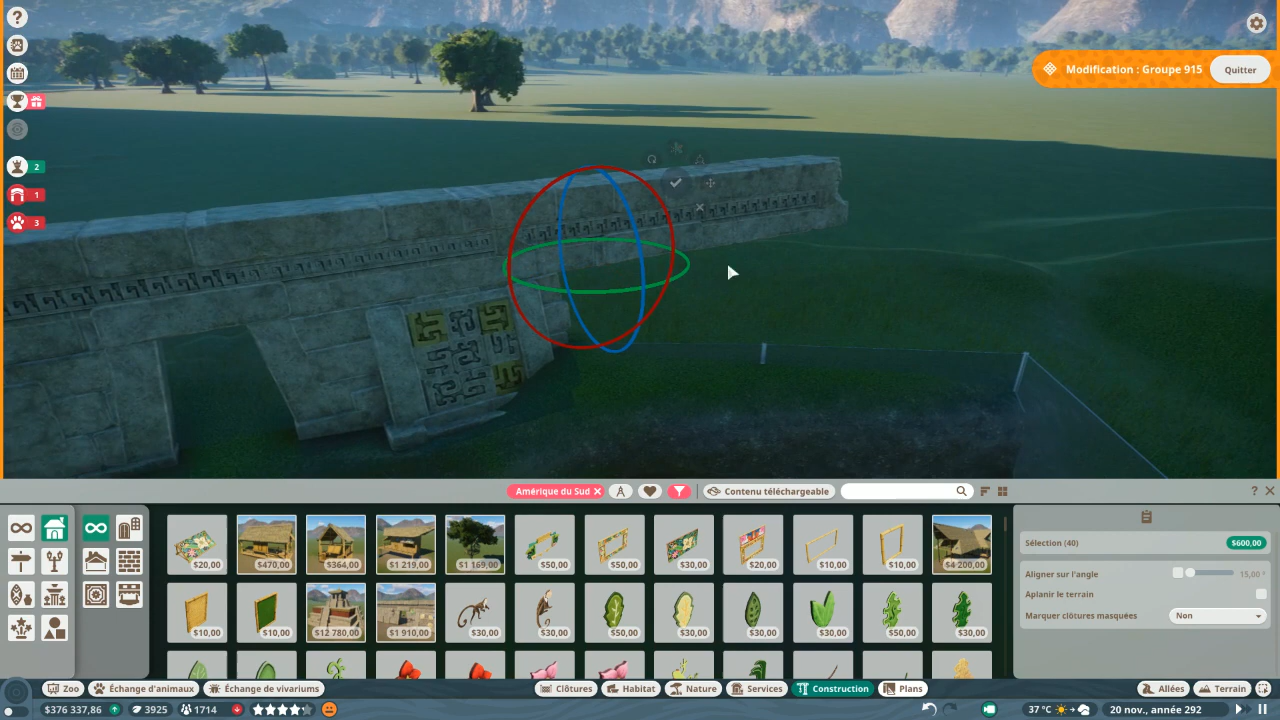 ?
Modification : Groupe 915
Quitter
2
1
3
Amérique du Sud ✕
Contenu téléchargeable
? ✕
$20,00
$470,00
$364,00
$1 219,00
$1 169,00
$50,00
$50,00
$30,00
$30,00
$10,00
$10,00
$4 200,00
$10,00
$10,00
$12 780,00
$1 910,00
$30,00
$30,00
$50,00
$50,00
$30,00
$30,00
$50,00
$30,00
Sélection (40)
$600,00
Aligner sur l'angle
15,00 °
Aplanir le terrain
Marquer clôtures masquées
Non
Zoo
Échange d'animaux
Échange de vivariums
Clôtures
Habitat
Nature
Services
Construction
Plans
Allées
Terrain
$376 337,86
3925
1714
37 °C
20 nov., année 292